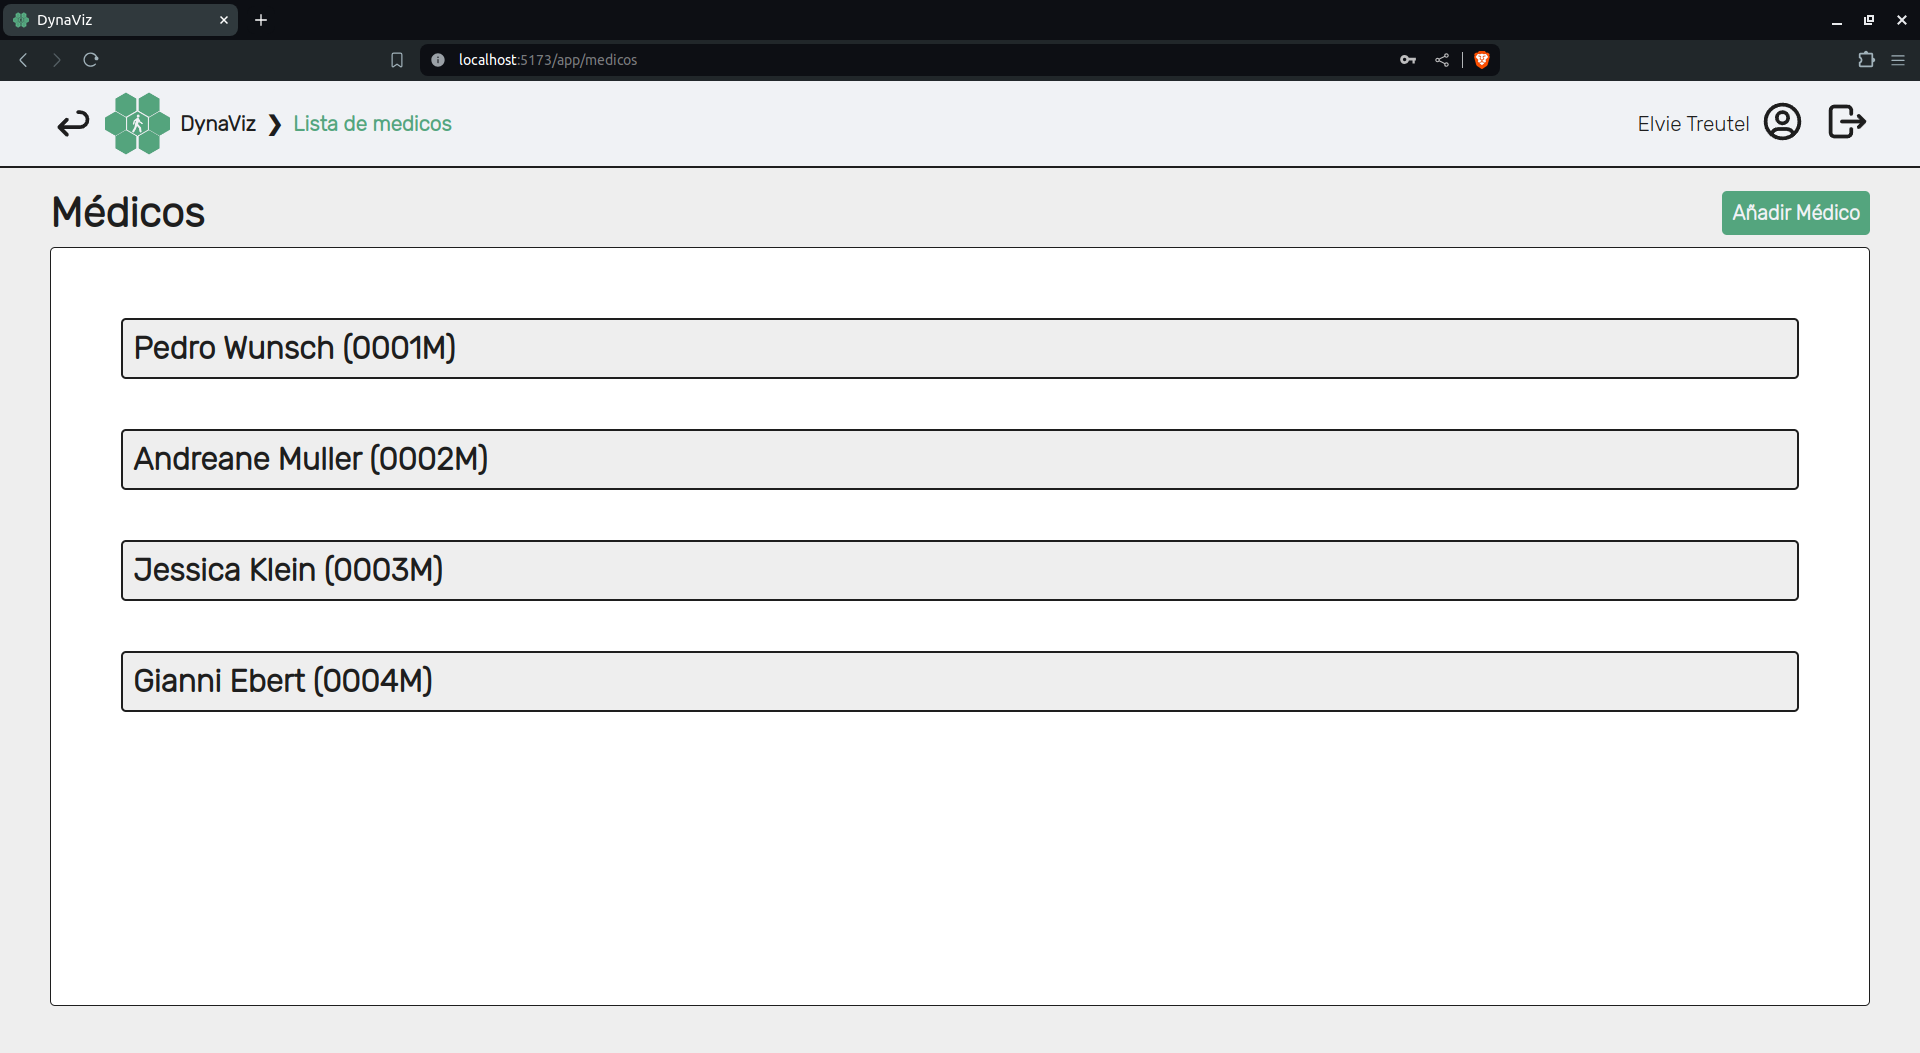 DynaViz
localhost:5173/app/medicos
DynaViz ❯ Lista de medicos
Elvie Treutel
Médicos
Añadir Médico
Pedro Wunsch (0001M)
Andreane Muller (0002M)
Jessica Klein (0003M)
Gianni Ebert (0004M)